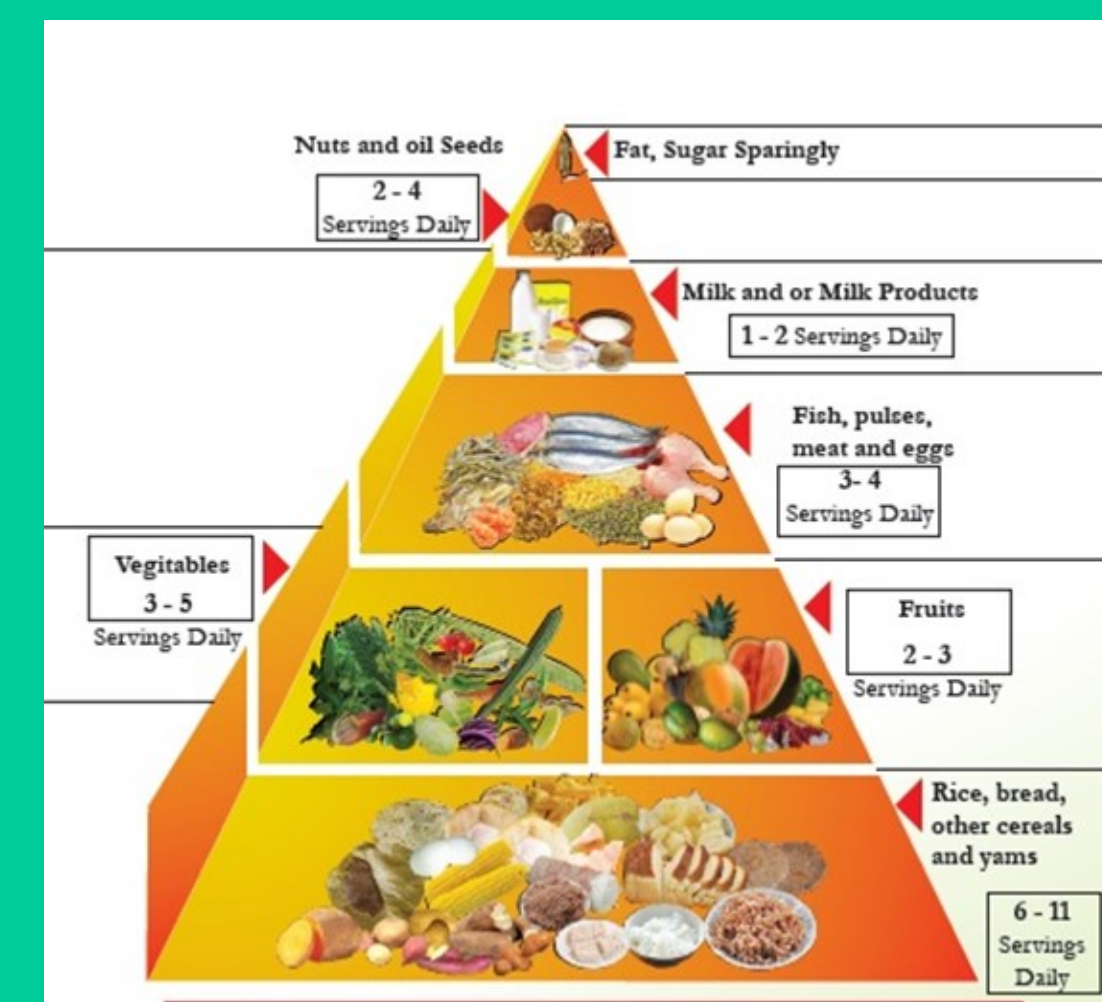 Nuts and oil Seeds
2 - 4
Servings Daily
Fat, Sugar Sparingly
Milk and or Milk Products
1 - 2 Servings Daily
Fish, pulses,
meat and eggs
3- 4
Servings Daily
Vegitables
3 - 5
Servings Daily
Fruits
2 - 3
Servings Daily
Rice, bread,
other cereals
and yams
6 - 11
Servings
Daily